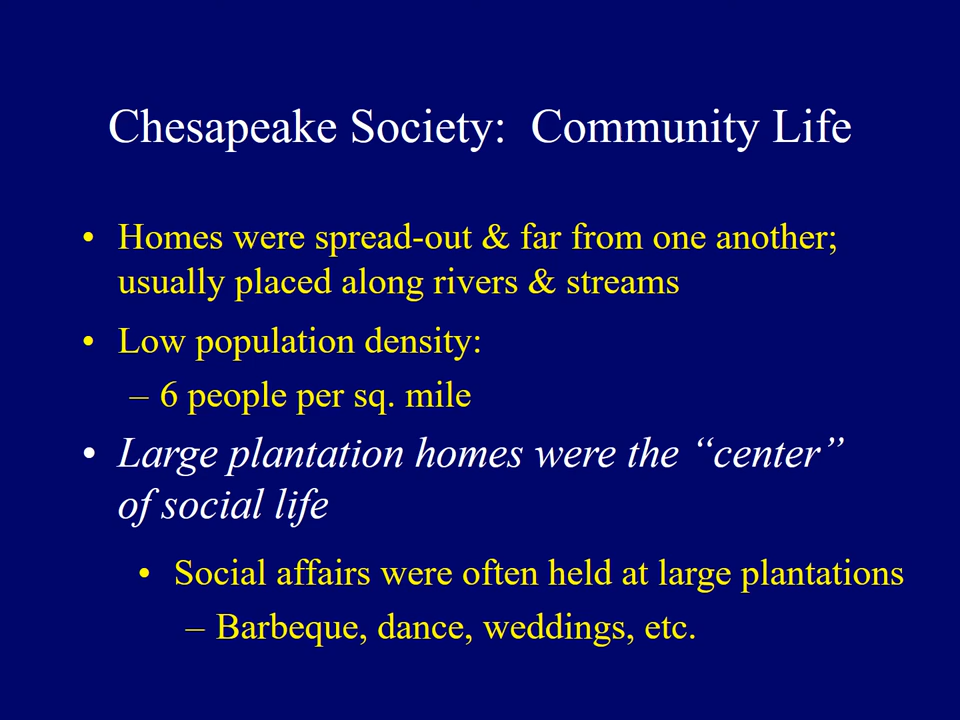 Chesapeake Society:  Community Life
• Homes were spread-out & far from one another;
usually placed along rivers & streams
• Low population density:
– 6 people per sq. mile
• Large plantation homes were the “center”
of social life
• Social affairs were often held at large plantations
– Barbeque, dance, weddings, etc.